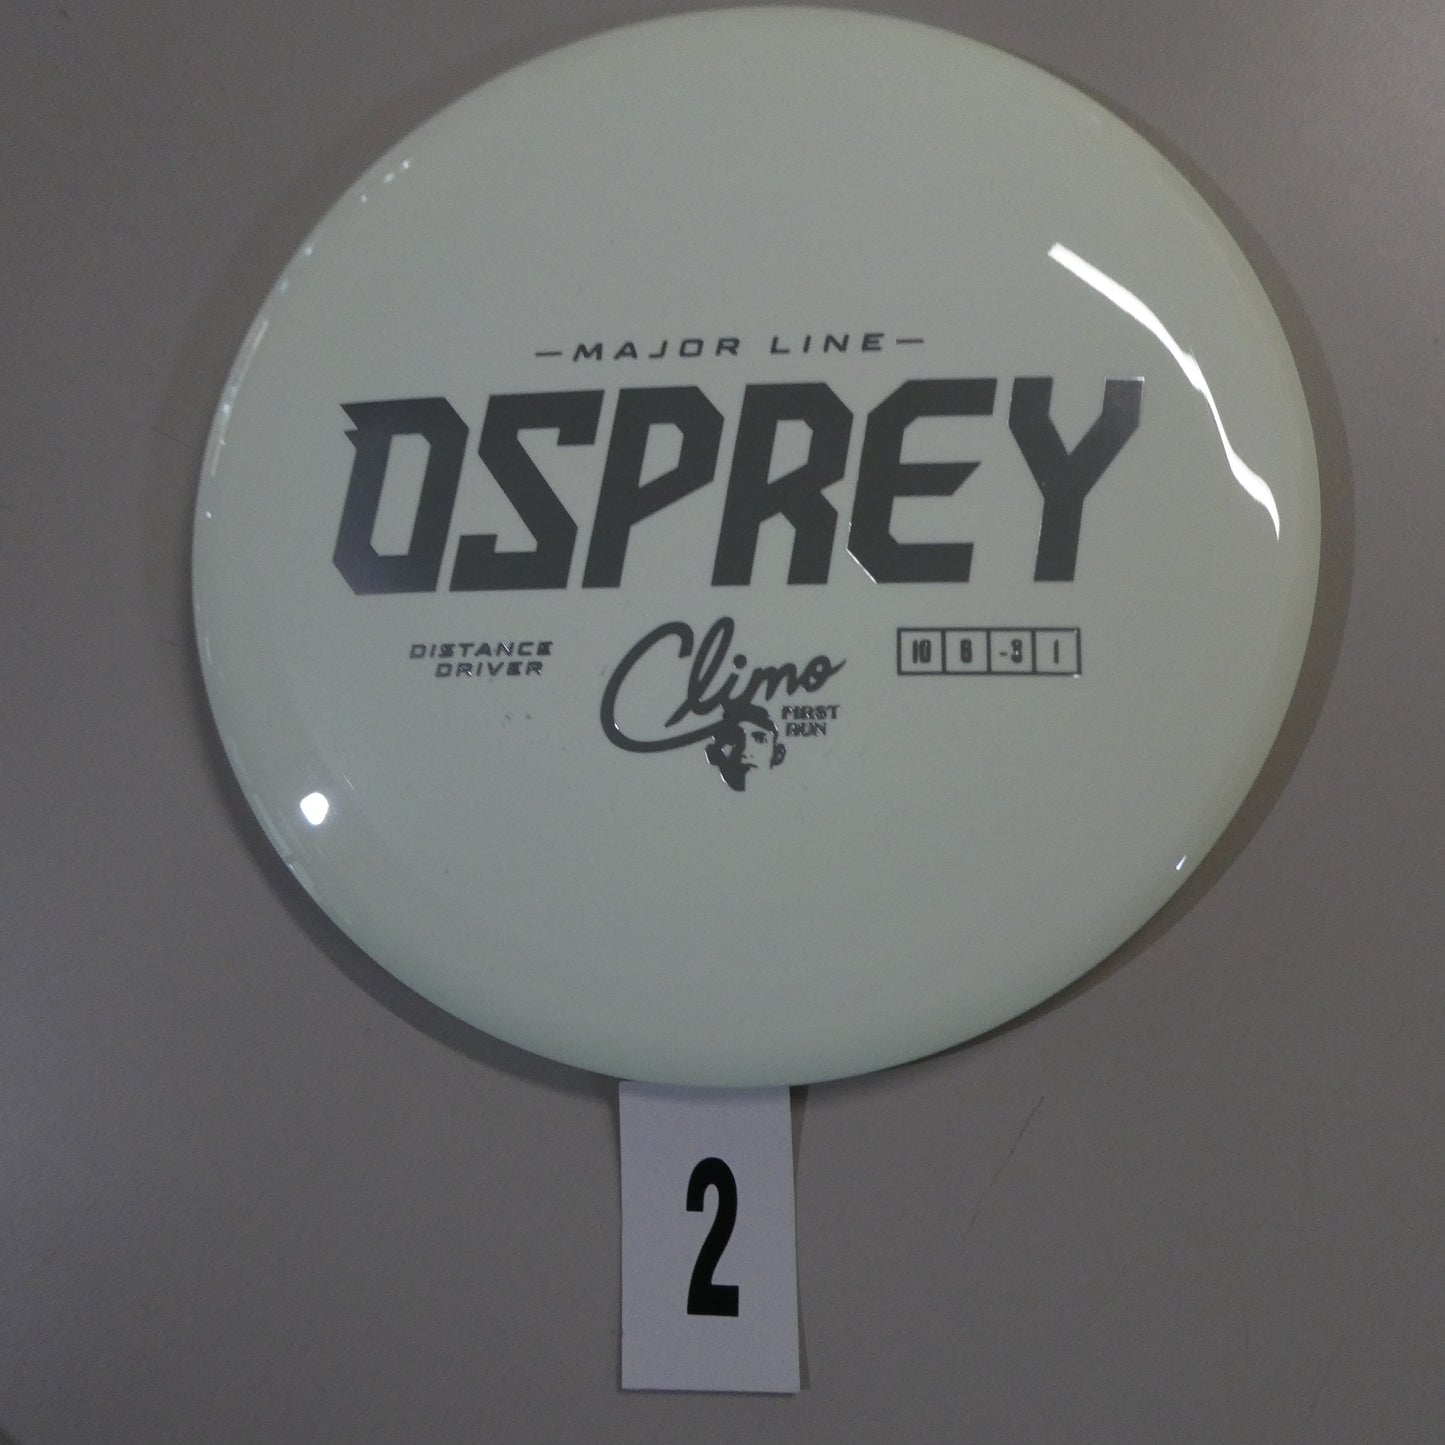 —MAJOR LINE—
OSPREY
DISTANCE
DRIVER
Climo
FIRST
RUN
10 6 -3 1
2